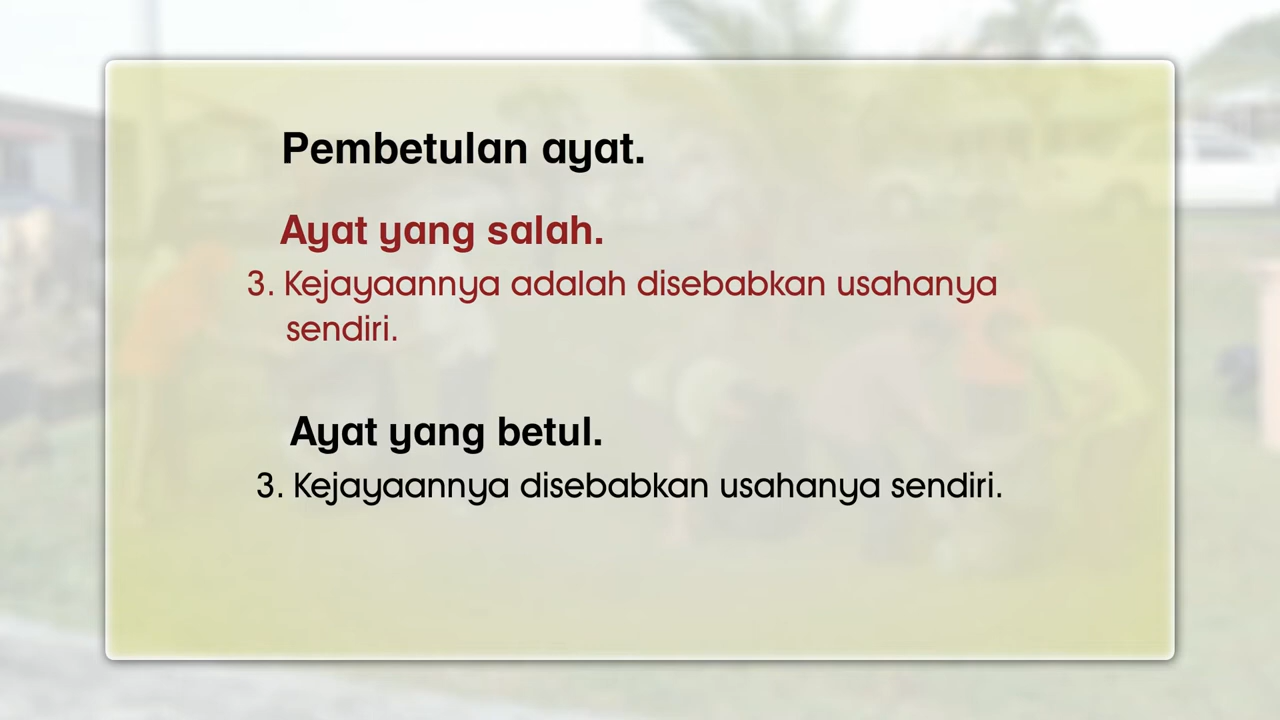 Pembetulan ayat.
Ayat yang salah.
3. Kejayaannya adalah disebabkan usahanya
sendiri.
Ayat yang betul.
3. Kejayaannya disebabkan usahanya sendiri.